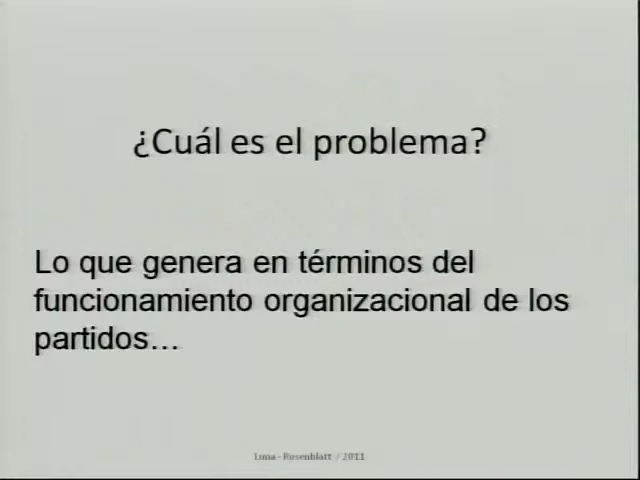 ¿Cuál es el problema?
Lo que genera en términos del
funcionamiento organizacional de los
partidos...
Luna - Rosenblatt / 2011